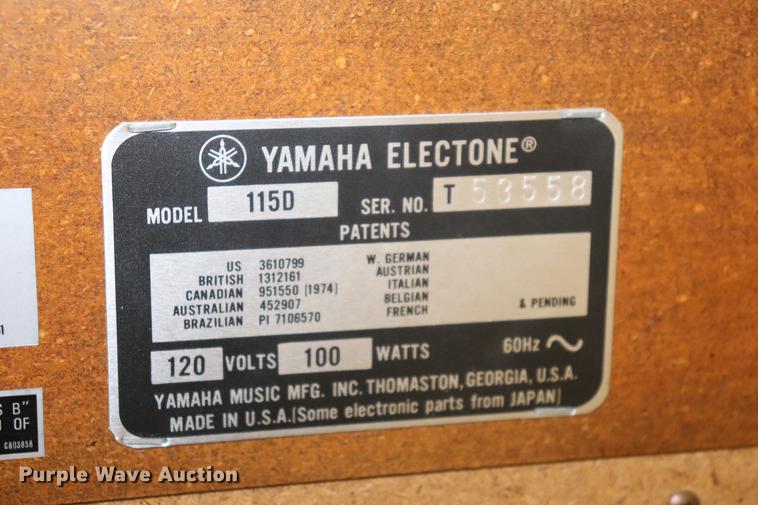 YAMAHA ELECTONE®
MODEL 115D SER. NO. T 53558
PATENTS
US 3610799 W. GERMAN
BRITISH 1312161 AUSTRIAN
CANADIAN 951550 (1974) ITALIAN
AUSTRALIAN 452907 BELGIAN
BRAZILIAN PI 7106570 FRENCH & PENDING
120 VOLTS 100 WATTS 60Hz
YAMAHA MUSIC MFG. INC. THOMASTON, GEORGIA, U.S.A.
MADE IN U.S.A. (Some electronic parts from JAPAN)
S B"
OF
C803858
Purple Wave Auction